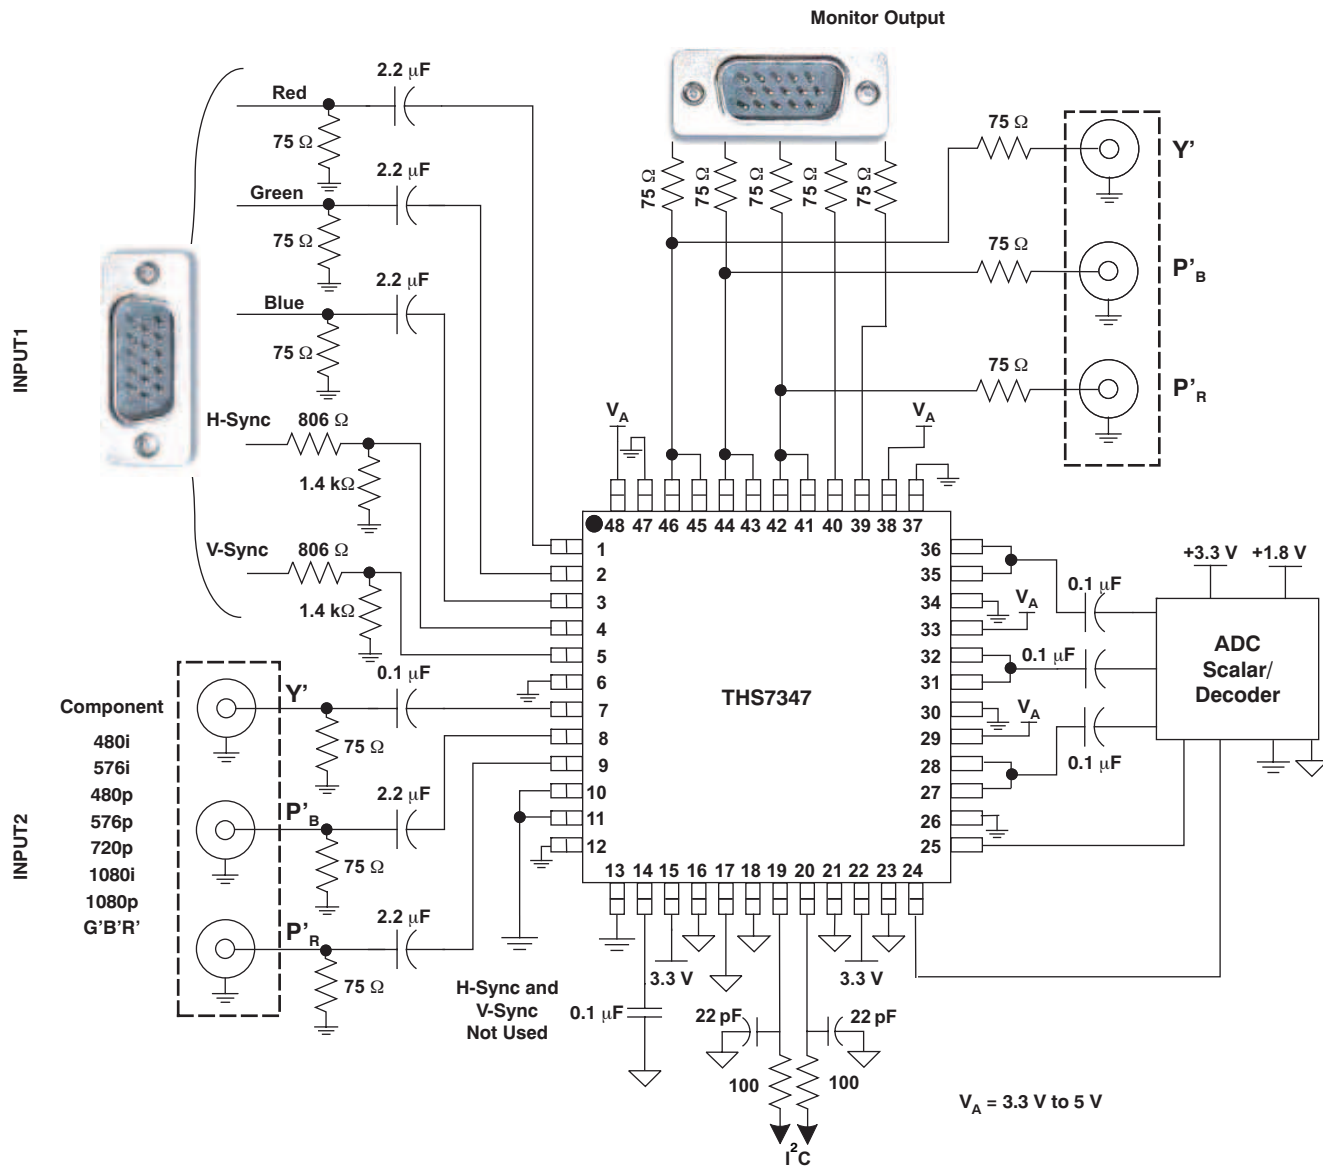 Monitor Output
INPUT1
Red
2.2 μF
75 Ω
Green
2.2 μF
75 Ω
Blue
2.2 μF
75 Ω
H-Sync
806 Ω
1.4 kΩ
V-Sync
806 Ω
1.4 kΩ
75 Ω
75 Ω
75 Ω
75 Ω
75 Ω
75 Ω
Y'
75 Ω
P'B
75 Ω
P'R
VA
VA
48 47 46 45 44 43 42 41 40 39 38 37
1
2
3
4
5
6
7
8
9
10
11
12
THS7347
36
35
34
33
32
31
30
29
28
27
26
25
13 14 15 16 17 18 19 20 21 22 23 24
VA
VA
0.1 μF
0.1 μF
0.1 μF
+3.3 V
+1.8 V
ADC
Scalar/
Decoder
INPUT2
Component
480i
576i
480p
576p
720p
1080i
1080p
G'B'R'
Y'
0.1 μF
75 Ω
P'B
2.2 μF
75 Ω
P'R
2.2 μF
75 Ω
H-Sync and
V-Sync
Not Used
0.1 μF
3.3 V
3.3 V
22 pF
22 pF
100
100
I²C
VA = 3.3 V to 5 V